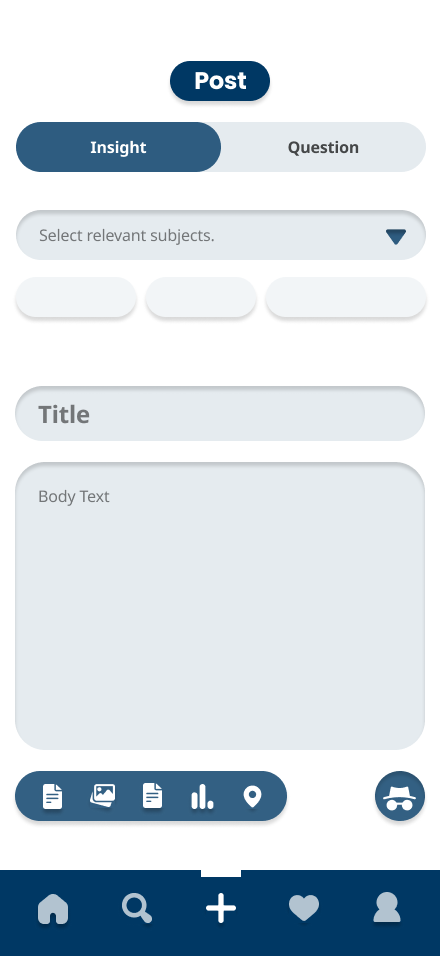 Post
Insight
Question
Select relevant subjects.
Title
Body Text